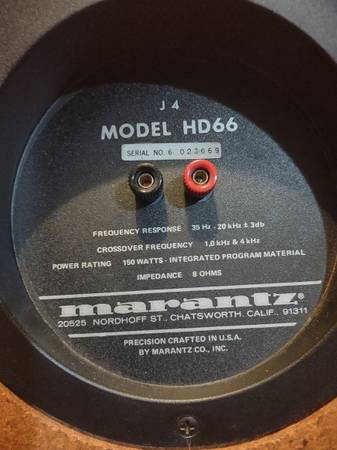 J 4
MODEL HD66
SERIAL NO. 6- 023669
FREQUENCY RESPONSE 35 Hz - 20 kHz ± 3db
CROSSOVER FREQUENCY 1,0 kHz & 4 kHz
POWER RATING 150 WATTS - INTEGRATED PROGRAM MATERIAL
IMPEDANCE 8 OHMS
marantz®
20525 NORDHOFF ST., CHATSWORTH, CALIF., 91311
PRECISION CRAFTED IN U.S.A.
BY MARANTZ CO., INC.